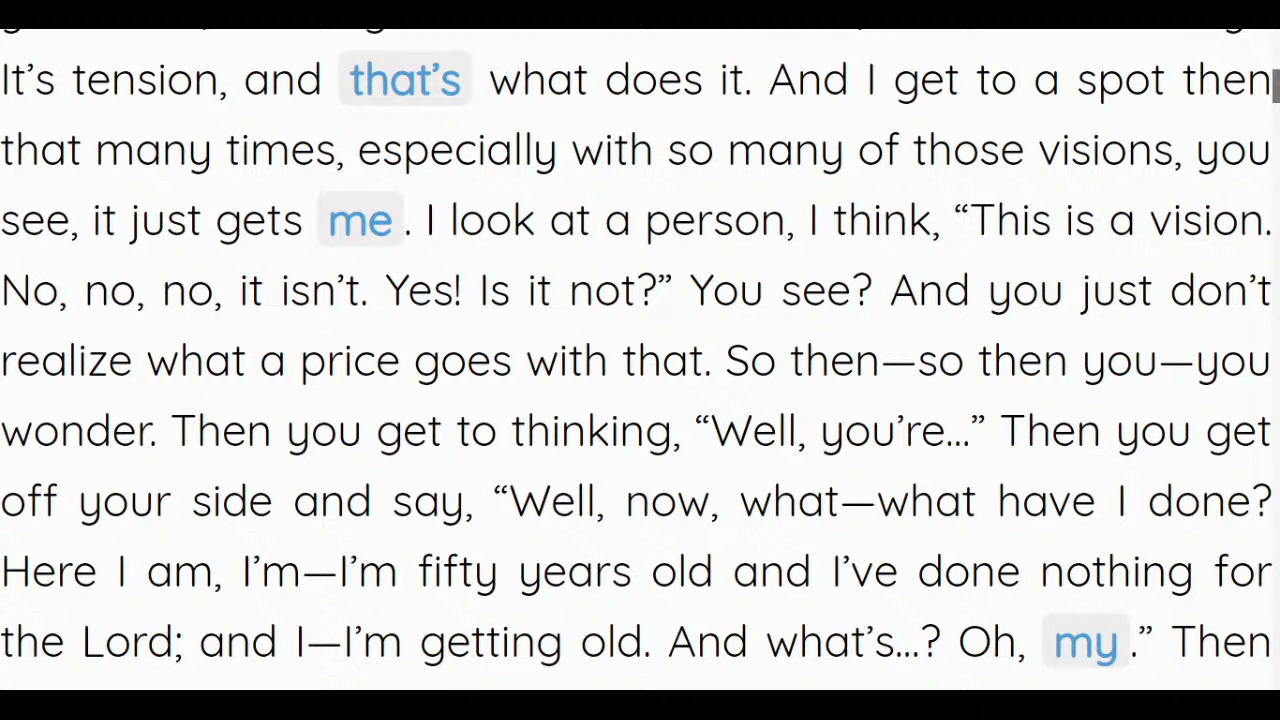 It’s tension, and that’s what does it. And I get to a spot then
that many times, especially with so many of those visions, you
see, it just gets me. I look at a person, I think, “This is a vision.
No, no, no, it isn’t. Yes! Is it not?” You see? And you just don’t
realize what a price goes with that. So then—so then you—you
wonder. Then you get to thinking, “Well, you’re...” Then you get
off your side and say, “Well, now, what—what have I done?
Here I am, I’m—I’m fifty years old and I’ve done nothing for
the Lord; and I—I’m getting old. And what’s...? Oh, my.” Then